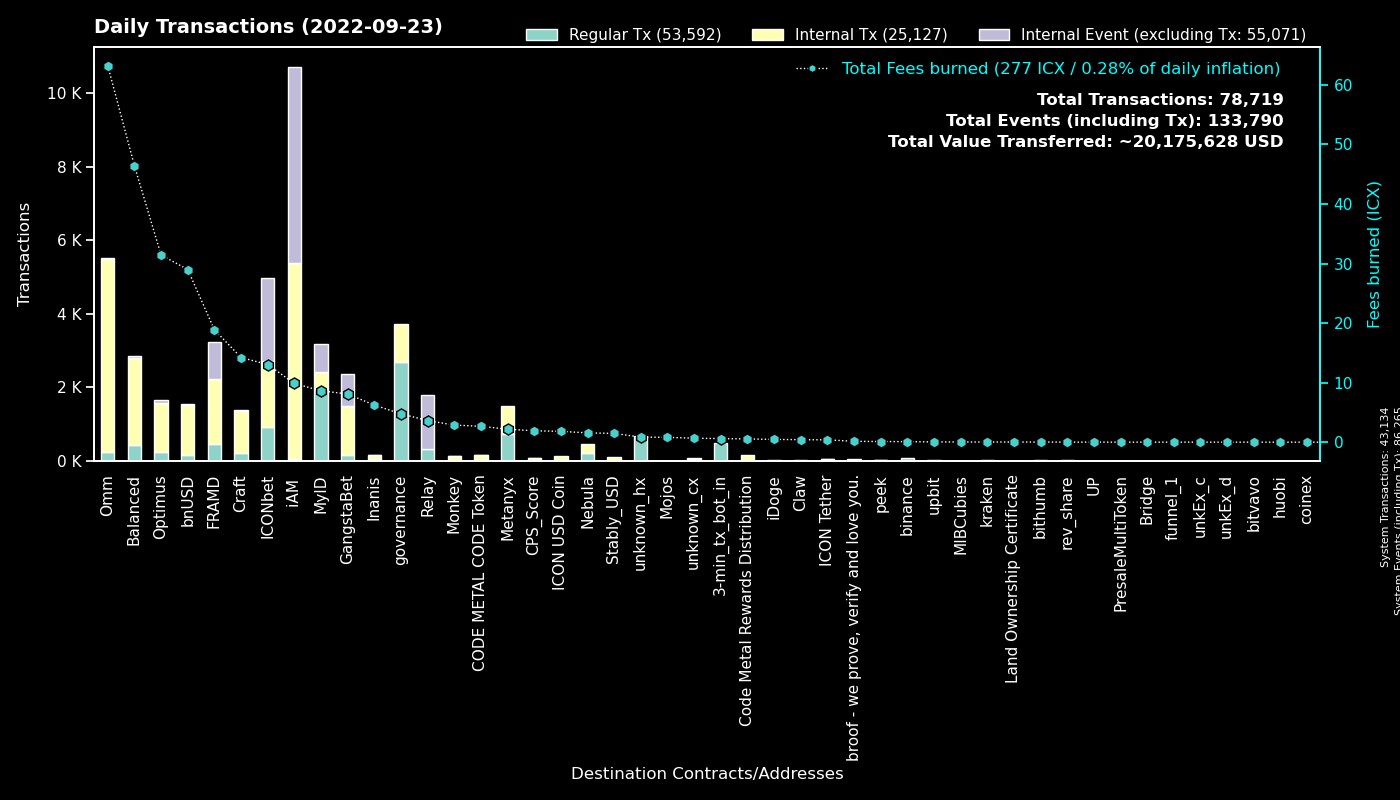 Daily Transactions (2022-09-23)
Regular Tx (53,592)
Internal Tx (25,127)
Internal Event (excluding Tx: 55,071)
Total Fees burned (277 ICX / 0.28% of daily inflation)
Total Transactions: 78,719
Total Events (including Tx): 133,790
Total Value Transferred: ~20,175,628 USD
Transactions
10 K
8 K
6 K
4 K
2 K
0 K
60
50
40
30
20
10
0
Fees burned (ICX)
Omm
Balanced
Optimus
bnUSD
FRAMD
Craft
ICONbet
iAM
MyID
GangstaBet
Inanis
governance
Relay
Monkey
CODE METAL CODE Token
Metanyx
CPS_Score
ICON USD Coin
Nebula
Stably_USD
unknown_hx
Mojos
unknown_cx
3-min_tx_bot_in
Code Metal Rewards Distribution
iDoge
Claw
ICON Tether
broof - we prove, verify and love you.
peek
binance
upbit
MIBCubies
kraken
Land Ownership Certificate
bithumb
rev_share
UP
PresaleMultiToken
Bridge
funnel_1
unkEx_c
unkEx_d
bitvavo
huobi
coinex
Destination Contracts/Addresses
System Transactions: 43,134
System Events (including Tx): 86,265